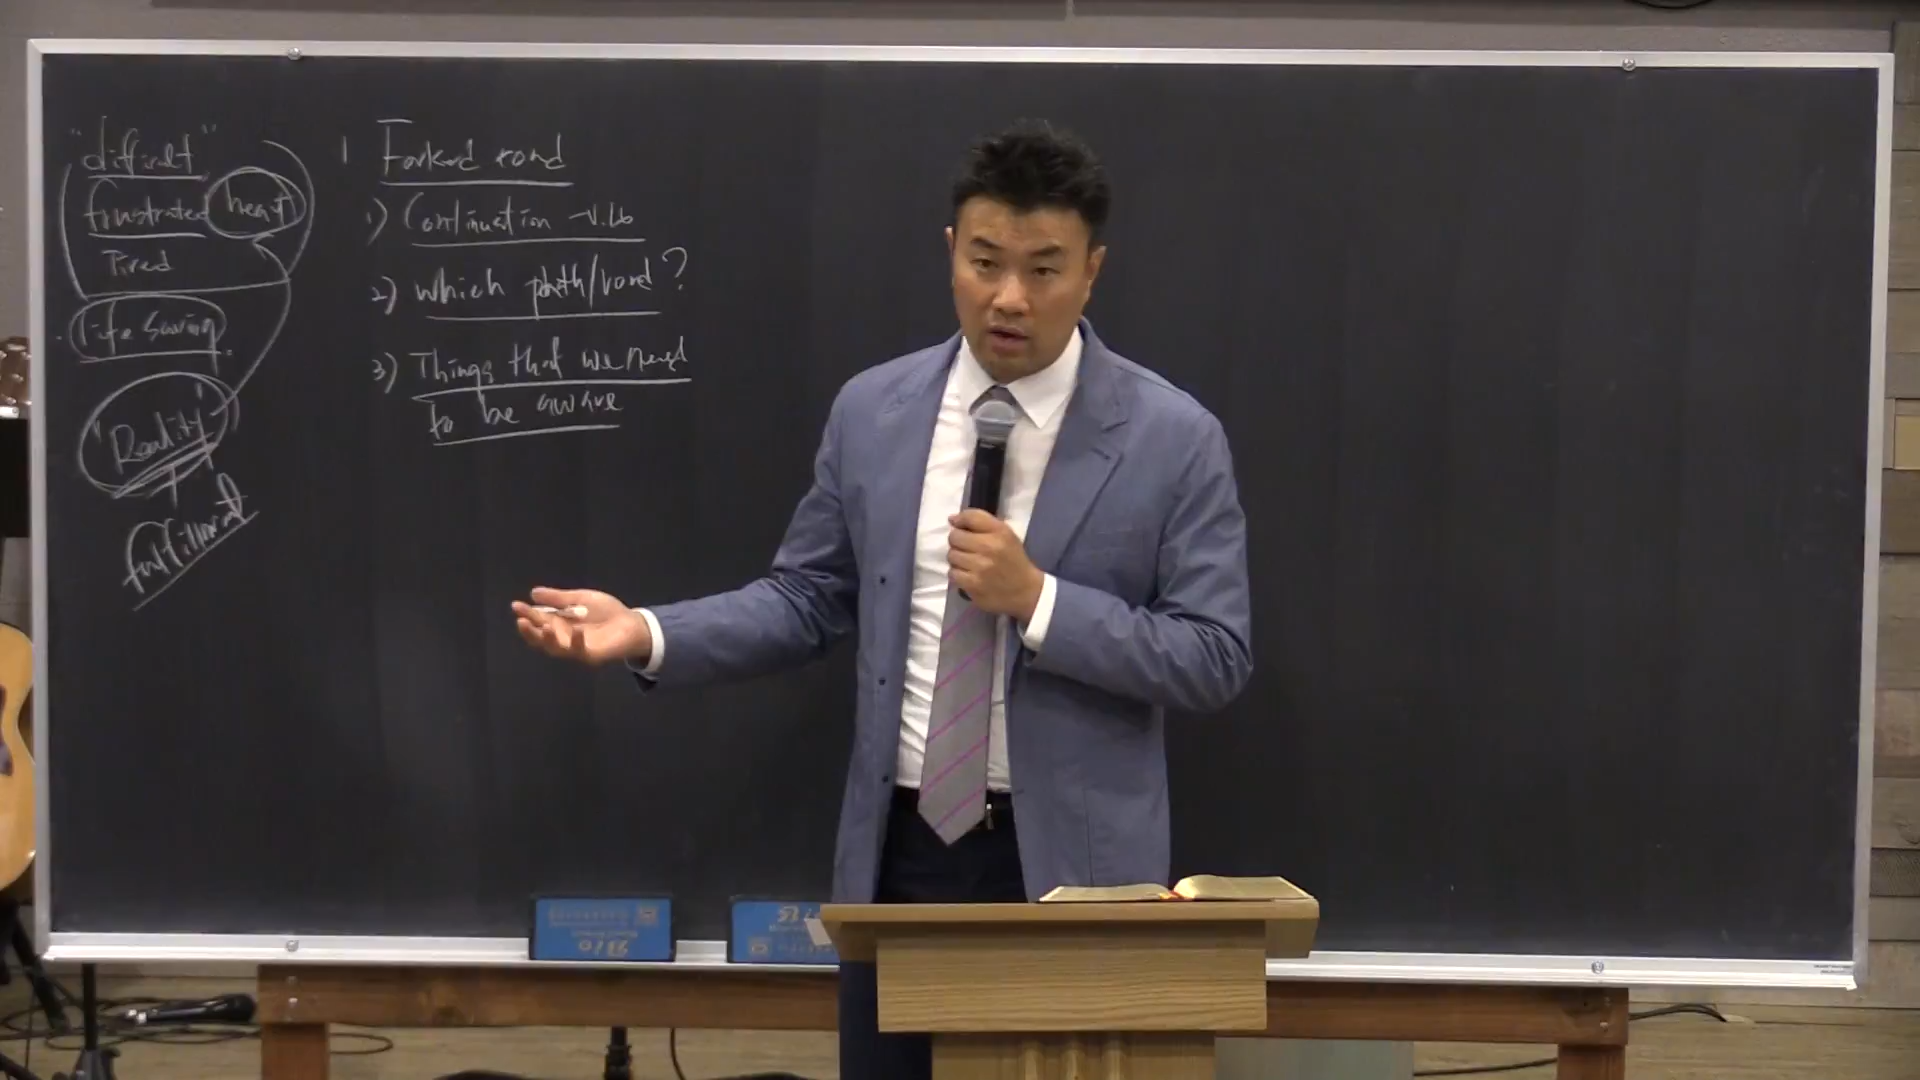 "difficult"
frustrated heart
Tired
Life saving
"Reality"
fulfillment
1 Forked road
1) Continuation -v.16
2) which path/road?
3) Things that we need
to be aware